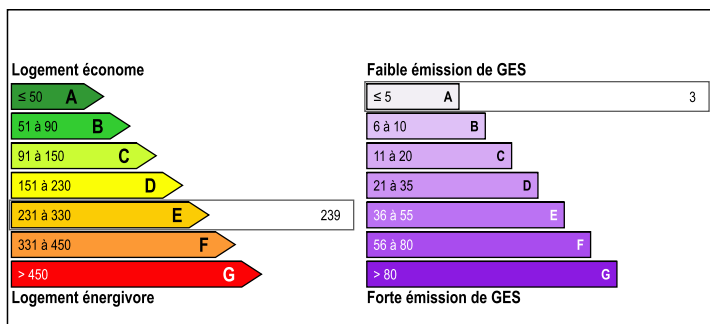 Logement économe
≤ 50 A
51 à 90 B
91 à 150 C
151 à 230 D
231 à 330 E 239
331 à 450 F
> 450 G
Logement énergivore
Faible émission de GES
≤ 5 A 3
6 à 10 B
11 à 20 C
21 à 35 D
36 à 55 E
56 à 80 F
> 80 G
Forte émission de GES